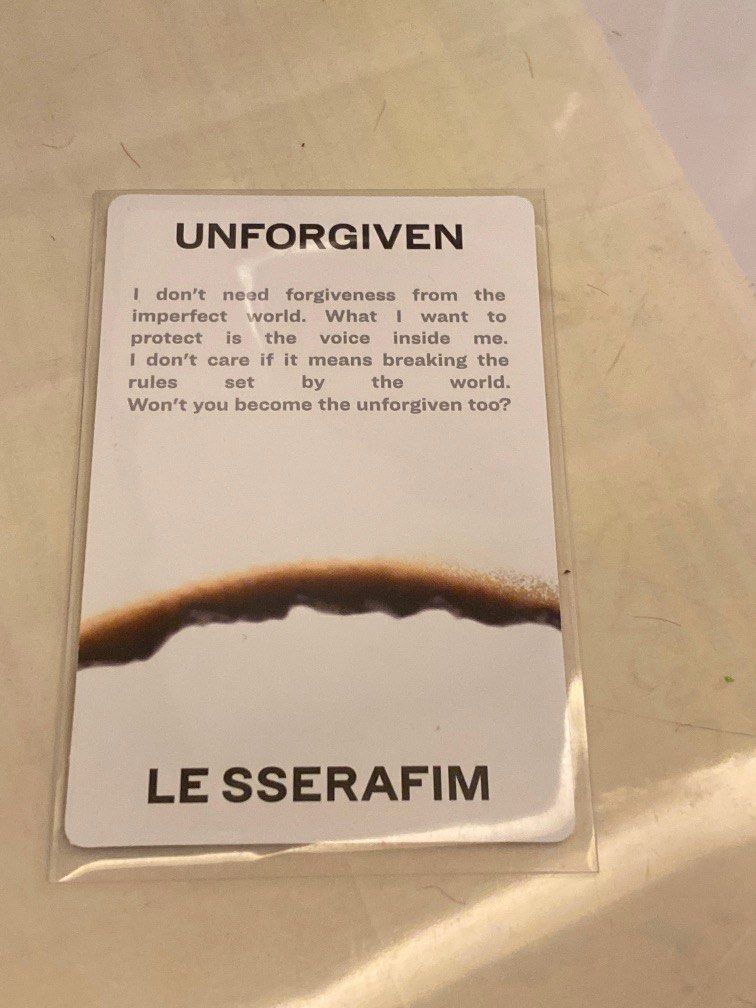 UNFORGIVEN
I don't need forgiveness from the
imperfect world. What I want to
protect is the voice inside me.
I don't care if it means breaking the
rules set by the world.
Won't you become the unforgiven too?
LE SSERAFIM